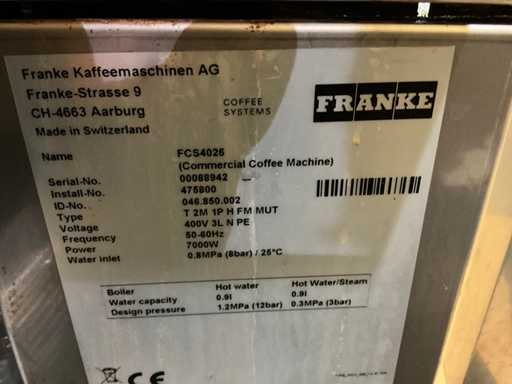 Franke Kaffeemaschinen AG
Franke-Strasse 9
CH-4663 Aarburg
Made in Switzerland
COFFEE
SYSTEMS
FRANKE
Name FCS4026
(Commercial Coffee Machine)
Serial-No. 00088942
Install-No. 475800
ID-No. 046.850.002
Type T 2M 1P H FM MUT
Voltage 400V 3L N PE
Frequency 50-60Hz
Power 7000W
Water inlet 0.8MPa (8bar) / 25°C
Boiler Hot water Hot Water/Steam
Water capacity 0.9l 0.9l
Design pressure 1.2MPa (12bar) 0.3MPa (3bar)
CE